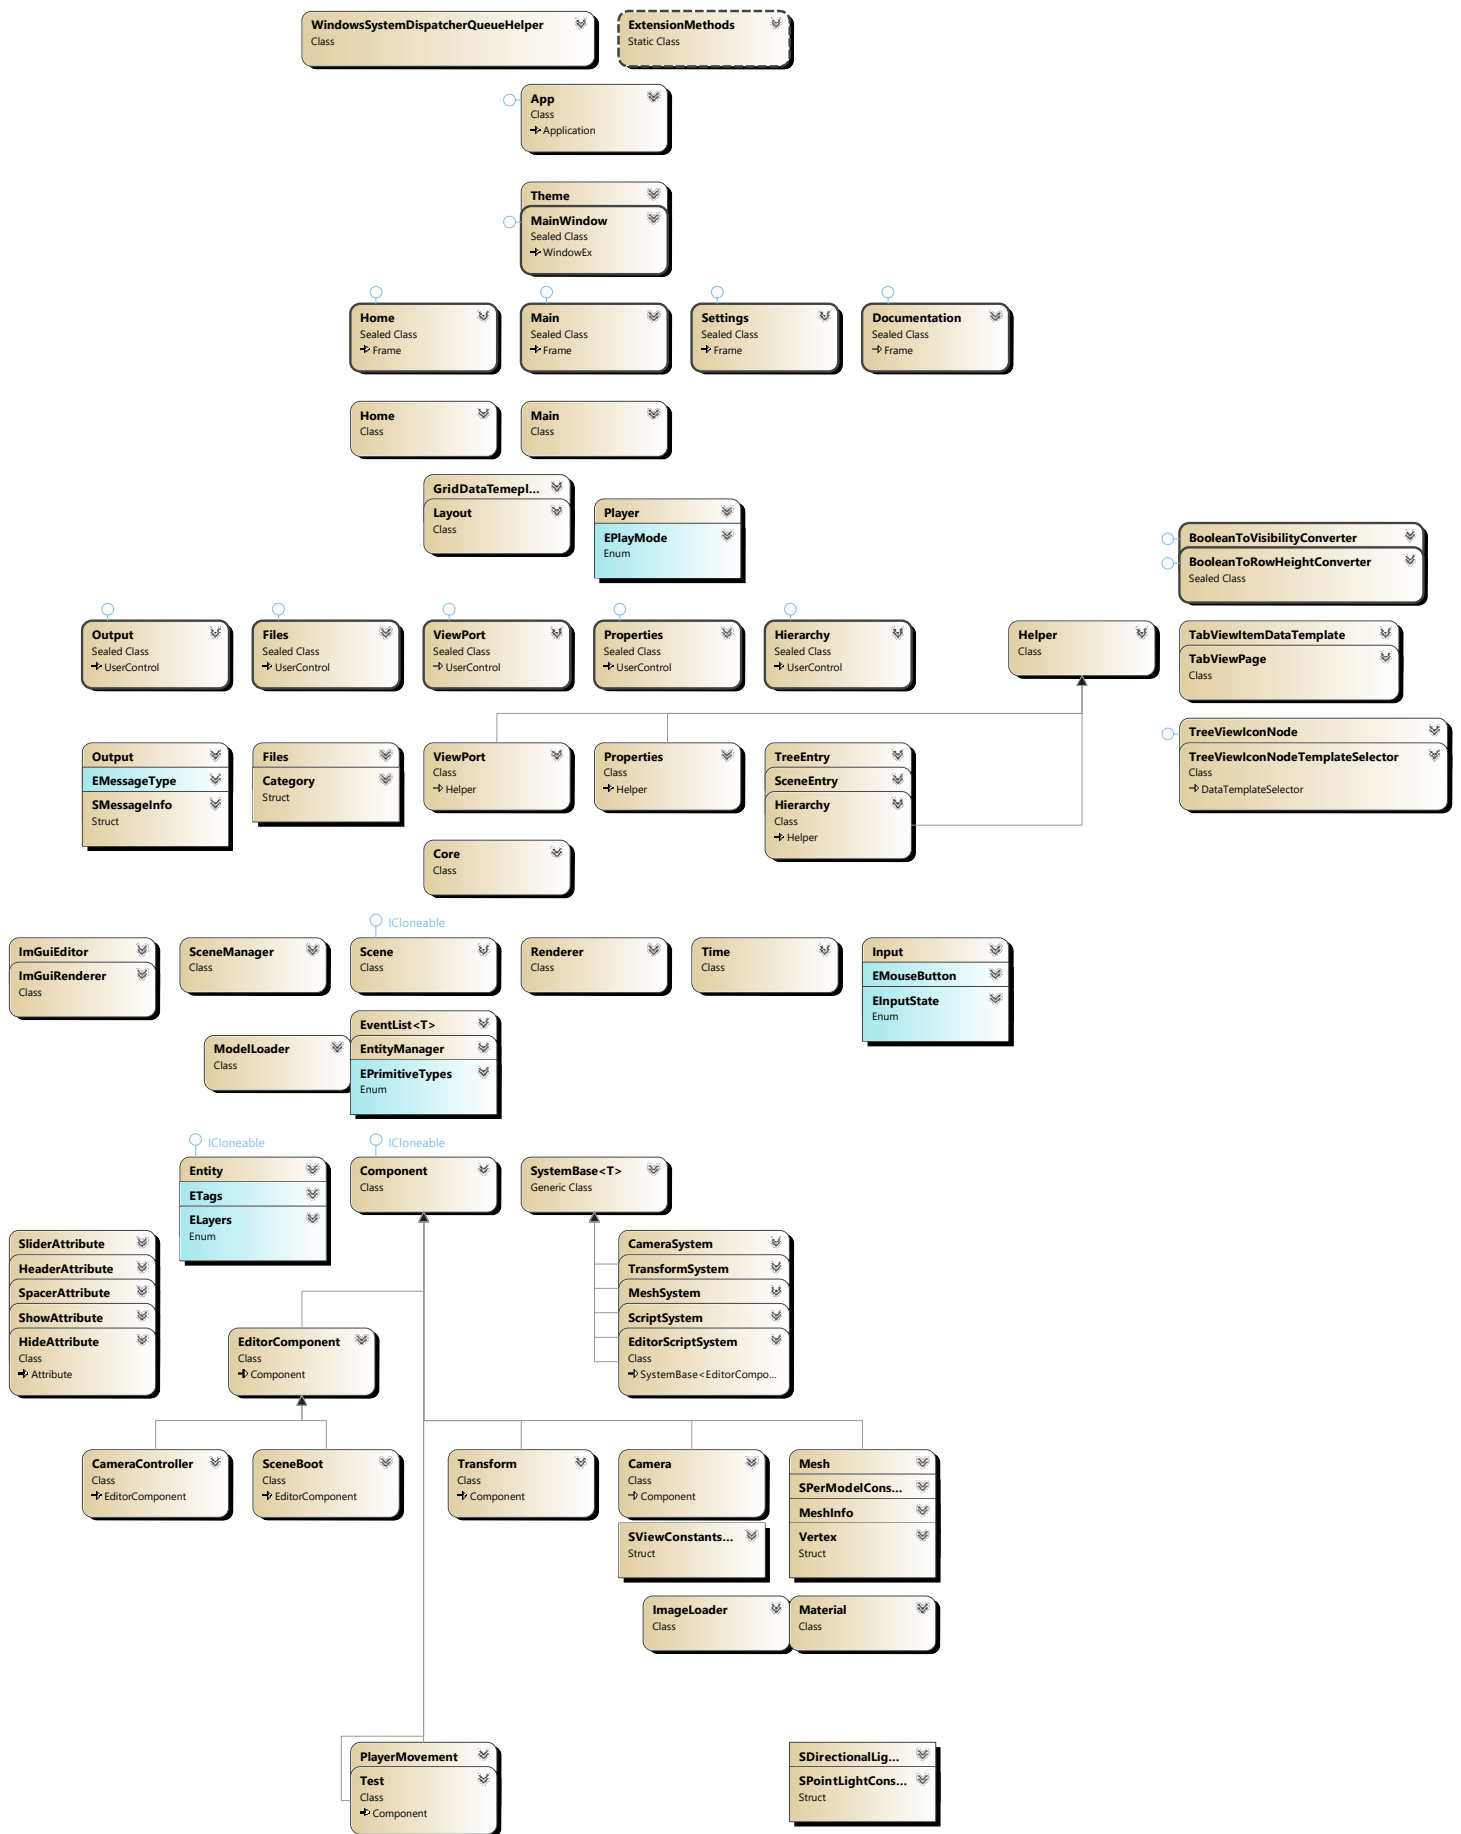 WindowsSystemDispatcherQueueHelper
Class
ExtensionMethods
Static Class
App
Class
Application
Theme
MainWindow
Sealed Class
WindowEx
Home
Sealed Class
Frame
Main
Sealed Class
Frame
Settings
Sealed Class
Frame
Documentation
Sealed Class
Frame
Home
Class
Main
Class
GridDataTemepl...
Layout
Class
Player
EPlayMode
Enum
BooleanToVisibilityConverter
BooleanToRowHeightConverter
Sealed Class
Output
Sealed Class
UserControl
Files
Sealed Class
UserControl
ViewPort
Sealed Class
UserControl
Properties
Sealed Class
UserControl
Hierarchy
Sealed Class
UserControl
Helper
Class
TabViewItemDataTemplate
TabViewPage
Class
Output
EMessageType
SMessageInfo
Struct
Files
Category
Struct
ViewPort
Class
Helper
Properties
Class
Helper
TreeEntry
SceneEntry
Hierarchy
Class
Helper
TreeViewIconNode
TreeViewIconNodeTemplateSelector
Class
DataTemplateSelector
Core
Class
ImGuiEditor
ImGuiRenderer
Class
SceneManager
Class
ICloneable
Scene
Class
Renderer
Class
Time
Class
Input
EMouseButton
EInputState
Enum
ModelLoader
Class
EventList<T>
EntityManager
EPrimitiveTypes
Enum
ICloneable
Entity
ETags
ELayers
Enum
ICloneable
Component
Class
SystemBase<T>
Generic Class
SliderAttribute
HeaderAttribute
SpacerAttribute
ShowAttribute
HideAttribute
Class
Attribute
CameraSystem
TransformSystem
MeshSystem
ScriptSystem
EditorScriptSystem
Class
SystemBase<EditorCompo...
EditorComponent
Class
Component
CameraController
Class
EditorComponent
SceneBoot
Class
EditorComponent
Transform
Class
Component
Camera
Class
Component
SViewConstants...
Struct
Mesh
SPerModelCons...
MeshInfo
Vertex
Struct
ImageLoader
Class
Material
Class
PlayerMovement
Test
Class
Component
SDirectionalLig...
SPointLightCons...
Struct